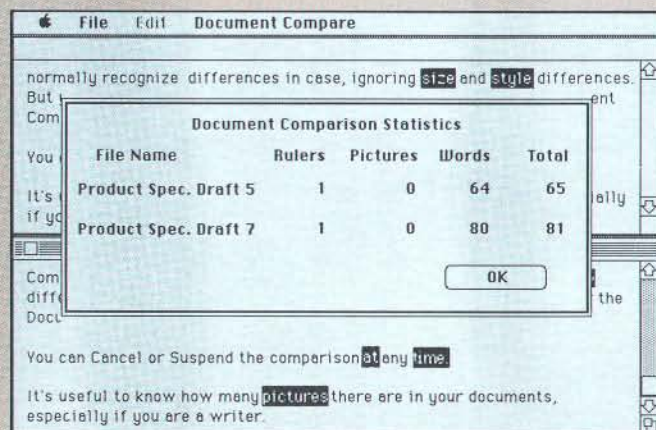 File Edit Document Compare
normally recognize differences in case, ignoring size and style differences.
But ent
Com
You
It's ially
if yo
Document Comparison Statistics
File Name Rulers Pictures Words Total
Product Spec. Draft 5 1 0 64 65
Product Spec. Draft 7 1 0 80 81
OK
Com
diffe the
Docu
You can Cancel or Suspend the comparison at any time.
It's useful to know how many pictures there are in your documents,
especially if you are a writer.